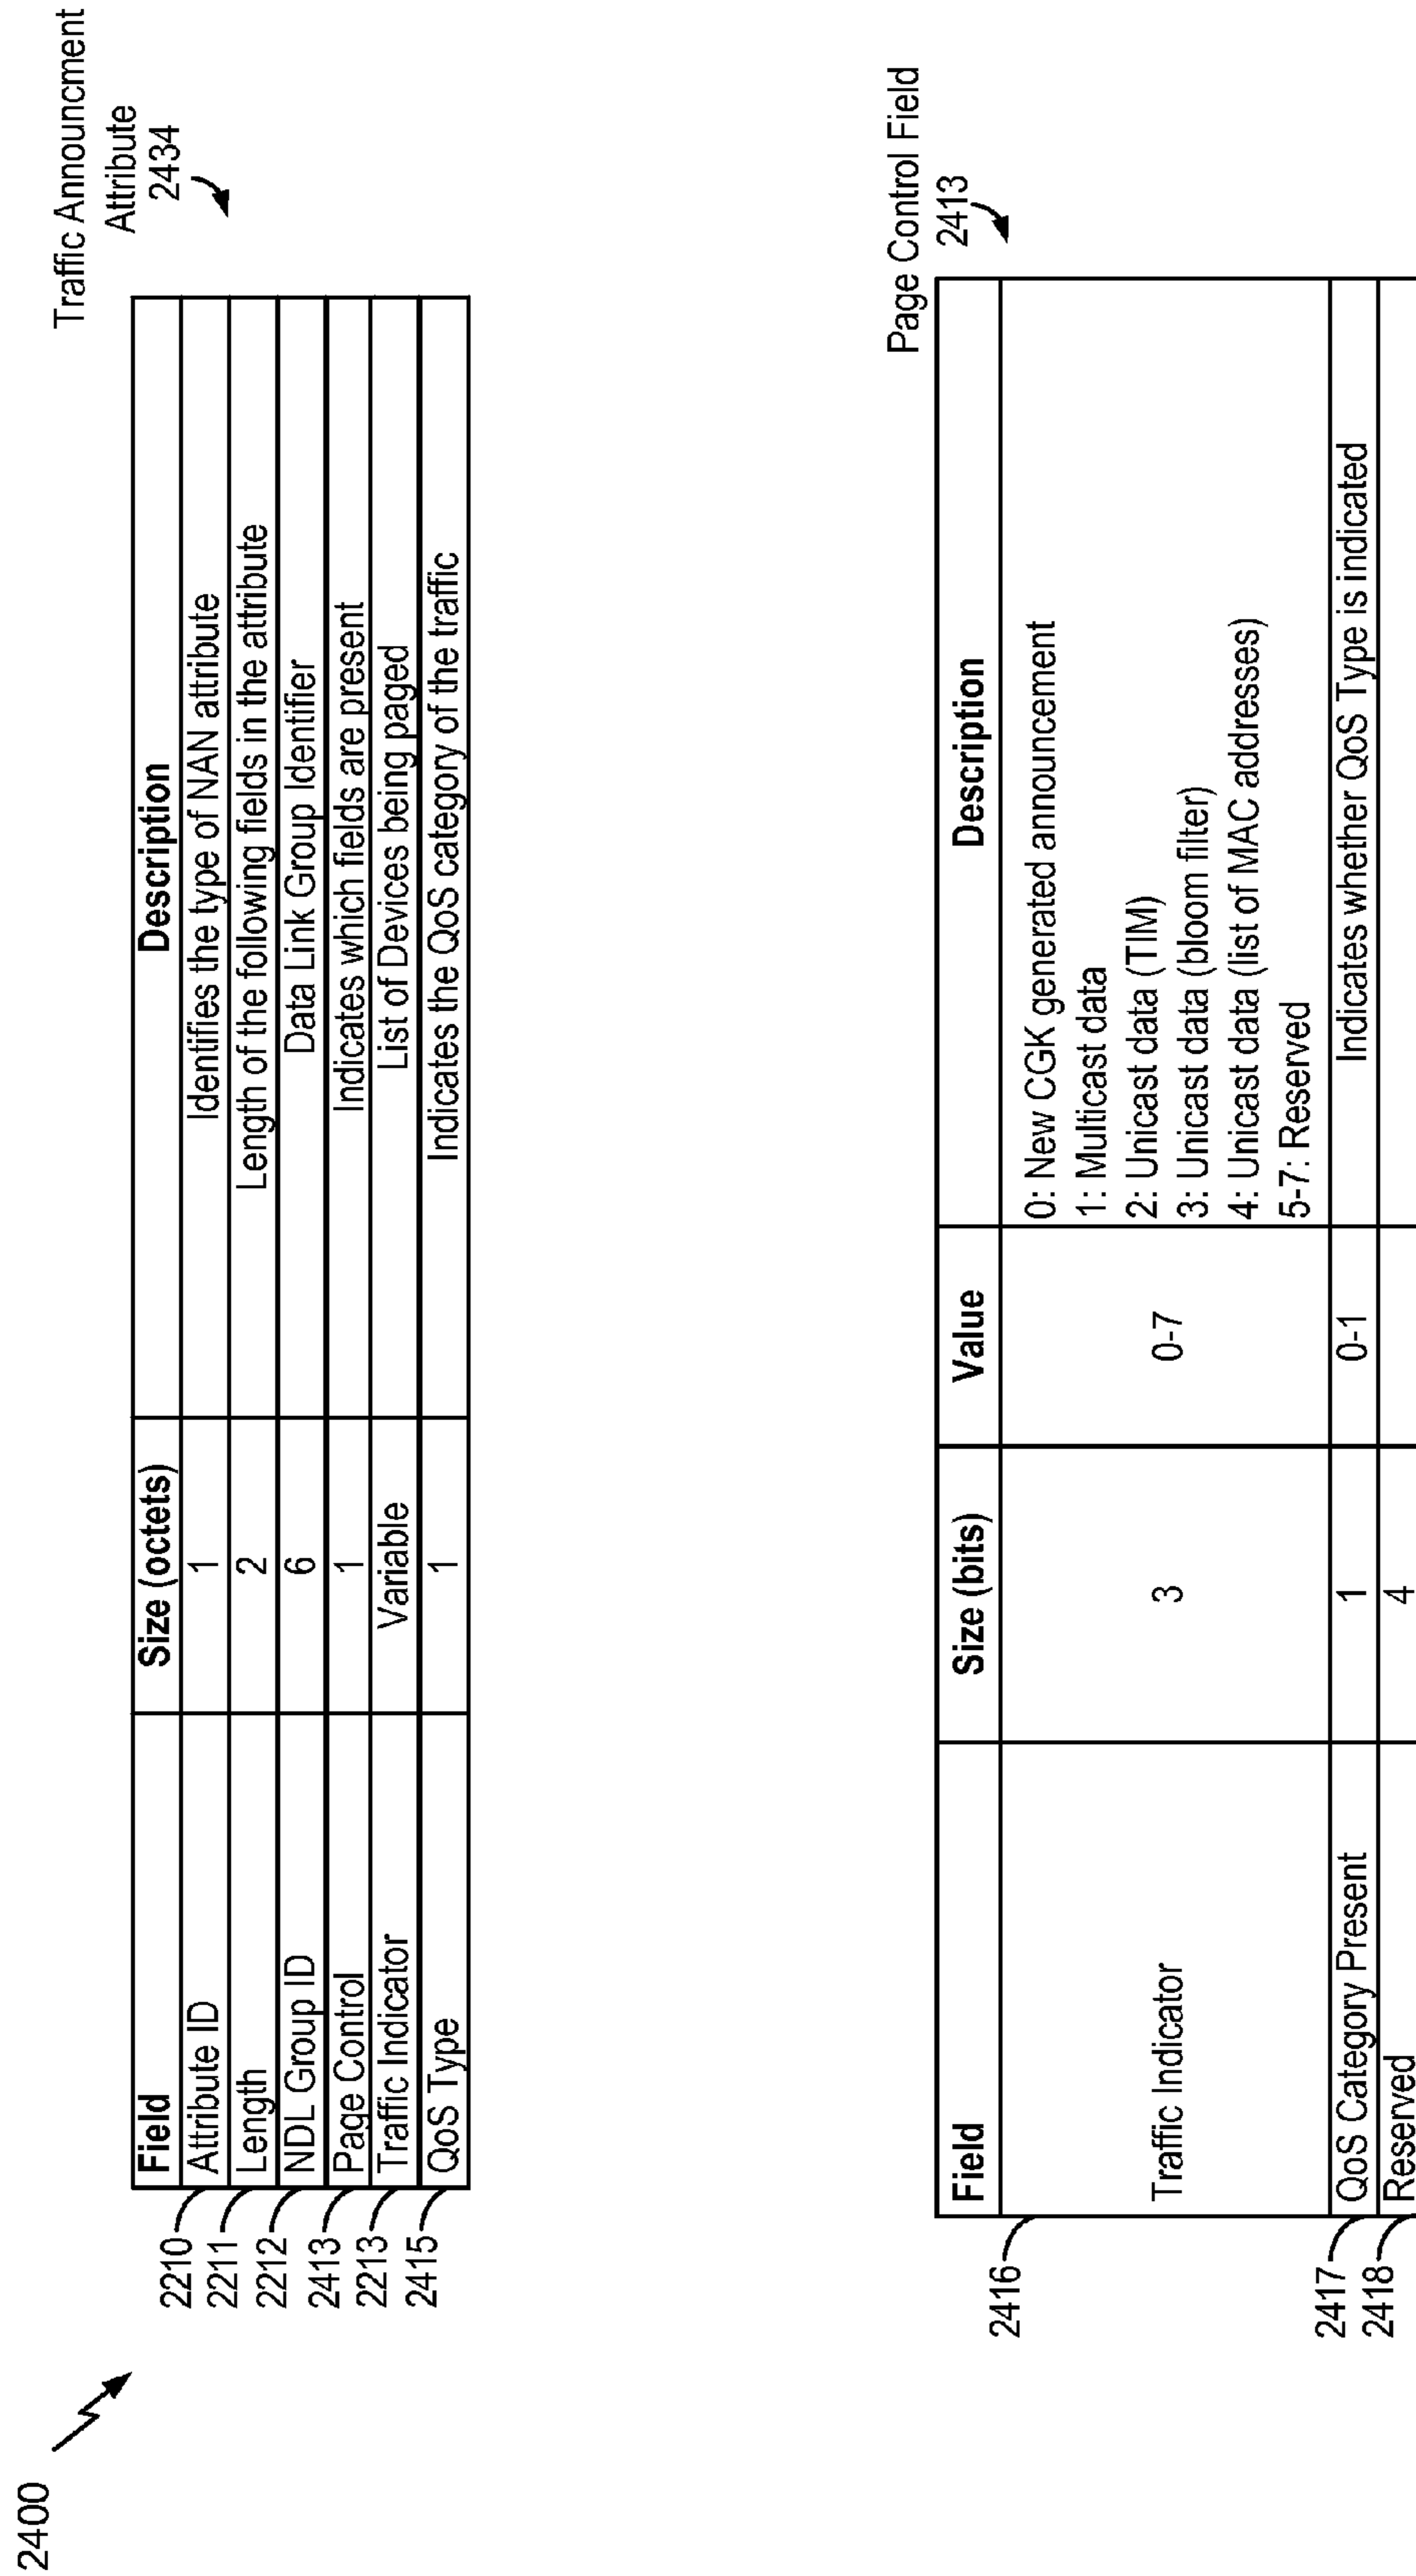 2400
Traffic Announcment
Attribute
2434
Field Size (octets) Description
2210 Attribute ID 1 Identifies the type of NAN attribute
2211 Length 2 Length of the following fields in the attribute
2212 NDL Group ID 6 Data Link Group Identifier
2413 Page Control 1 Indicates which fields are present
2213 Traffic Indicator Variable List of Devices being paged
2415 QoS Type 1 Indicates the QoS category of the traffic
Page Control Field
2413
Field Size (bits) Value Description
2416 Traffic Indicator 3 0-7
0: New CGK generated announcement
1: Multicast data
2: Unicast data (TIM)
3: Unicast data (bloom filter)
4: Unicast data (list of MAC addresses)
5-7: Reserved
2417 QoS Category Present 1 0-1 Indicates whether QoS Type is indicated
2418 Reserved 4